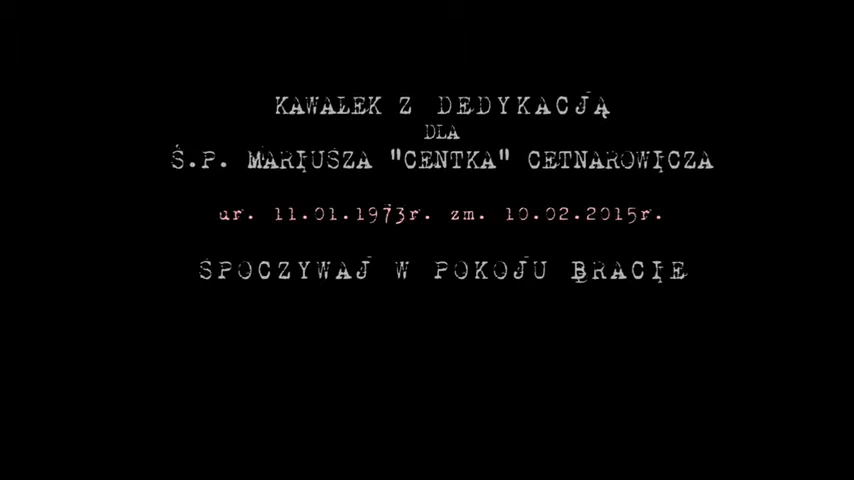 KAWAŁEK Z DEDYKACJĄ
DLA
Ś.P. MARIUSZA "CENTKA" CETNAROWICZA
ur. 11.01.1973r. zm. 10.02.2015r.
SPOCZYWAJ W POKOJU BRACIE